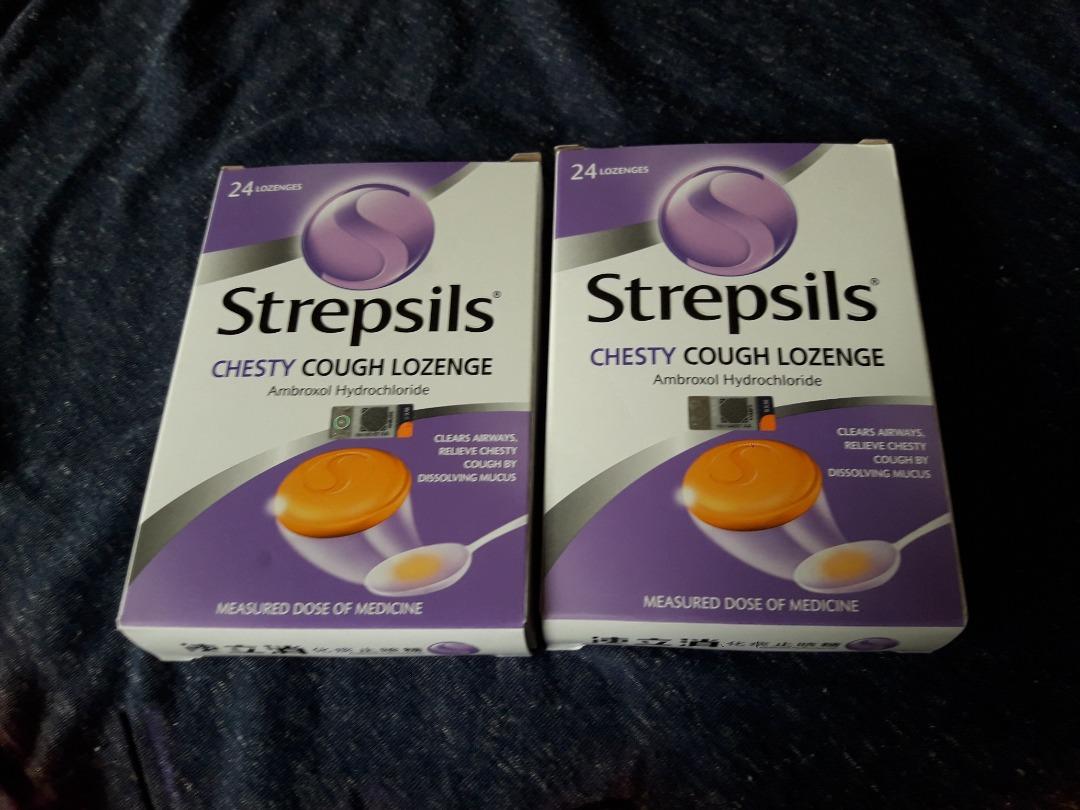 24 LOZENGES
Strepsils®
CHESTY COUGH LOZENGE
Ambroxol Hydrochloride
CLEARS AIRWAYS,
RELIEVE CHESTY
COUGH BY
DISSOLVING MUCUS
MEASURED DOSE OF MEDICINE
24 LOZENGES
Strepsils®
CHESTY COUGH LOZENGE
Ambroxol Hydrochloride
CLEARS AIRWAYS,
RELIEVE CHESTY
COUGH BY
DISSOLVING MUCUS
MEASURED DOSE OF MEDICINE